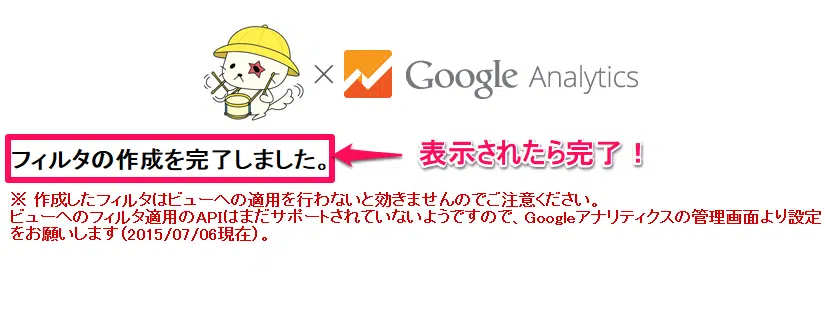 × Google Analytics
フィルタの作成を完了しました。
表示されたら完了！
※ 作成したフィルタはビューへの適用を行わないと効きませんのでご注意ください。
ビューへのフィルタ適用のAPIはまだサポートされていないようですので、Googleアナリティクスの管理画面より設定
をお願いします(2015/07/06現在)。